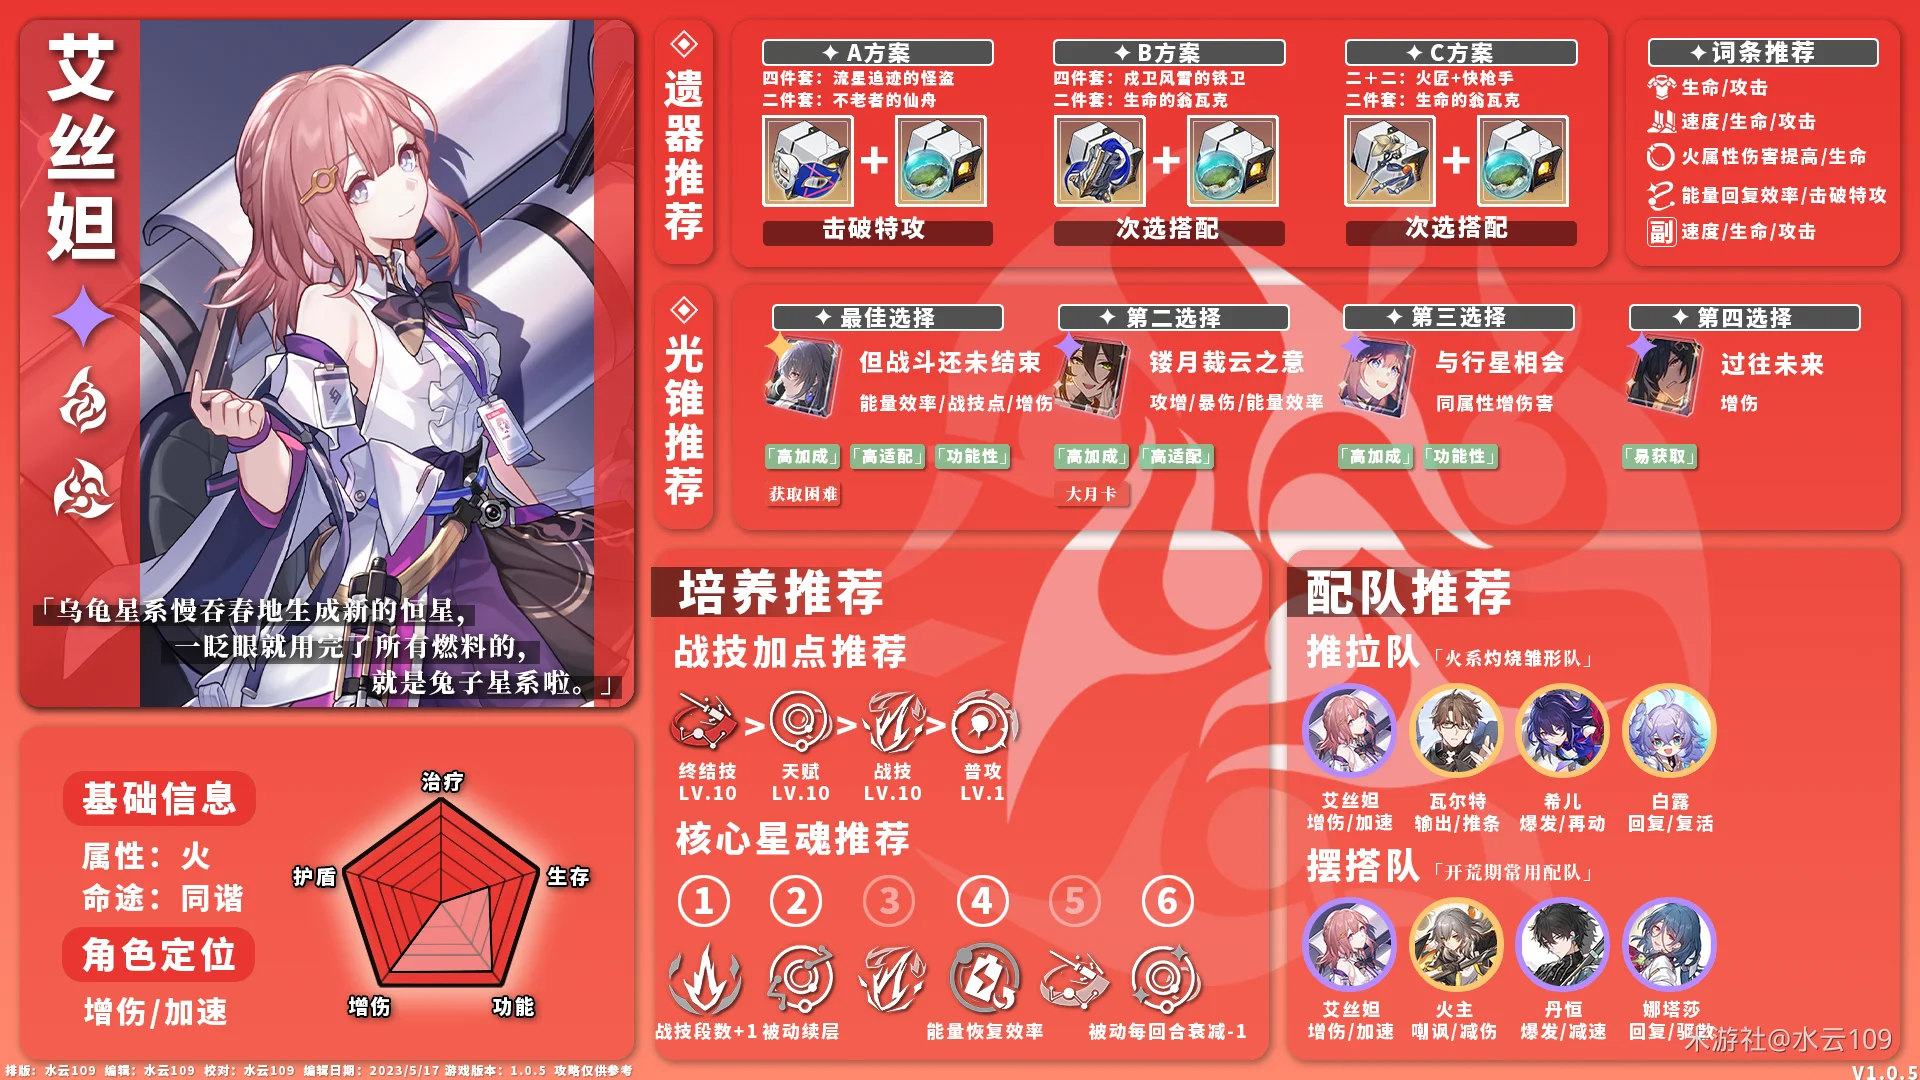 艾丝妲
「乌龟星系慢吞吞地生成新的恒星，
一眨眼就用完了所有燃料的，
就是兔子星系啦。」
基础信息
属性：火
命途：同谐
角色定位
增伤/加速
治疗
护盾
生存
增伤
功能
遗器推荐
A方案
四件套：流星追迹的怪盗
二件套：不老者的仙舟
击破特攻
B方案
四件套：戍卫风雪的铁卫
二件套：生命的翁瓦克
次选搭配
C方案
二+二：火匠+快枪手
二件套：生命的翁瓦克
次选搭配
词条推荐
生命/攻击
速度/生命/攻击
火属性伤害提高/生命
能量回复效率/击破特攻
副 速度/生命/攻击
光锥推荐
最佳选择
但战斗还未结束
能量效率/战技点/增伤
「高加成」 「高适配」 「功能性」
获取困难
第二选择
镂月裁云之意
攻增/暴伤/能量效率
「高加成」 「高适配」
大月卡
第三选择
与行星相会
同属性增伤害
「高加成」 「功能性」
第四选择
过往未来
增伤
「易获取」
培养推荐
战技加点推荐
> > >
终结技 天赋 战技 普攻
LV.10 LV.10 LV.10 LV.1
核心星魂推荐
1 2 3 4 5 6
战技段数+1 被动续层 能量恢复效率 被动每回合衰减-1
配队推荐
推拉队「火系灼烧雏形队」
艾丝妲 瓦尔特 希儿 白露
增伤/加速 输出/推条 爆发/再动 回复/复活
摆搭队「开荒期常用配队」
艾丝妲 火主 丹恒 娜塔莎
增伤/加速 嘲讽/减伤 爆发/减速 回复/驱散
米游社@水云109
排版：水云109 编辑：水云109 校对：水云109 编辑日期：2023/5/17 游戏版本：1.0.5 攻略仅供参考
V1.0.5